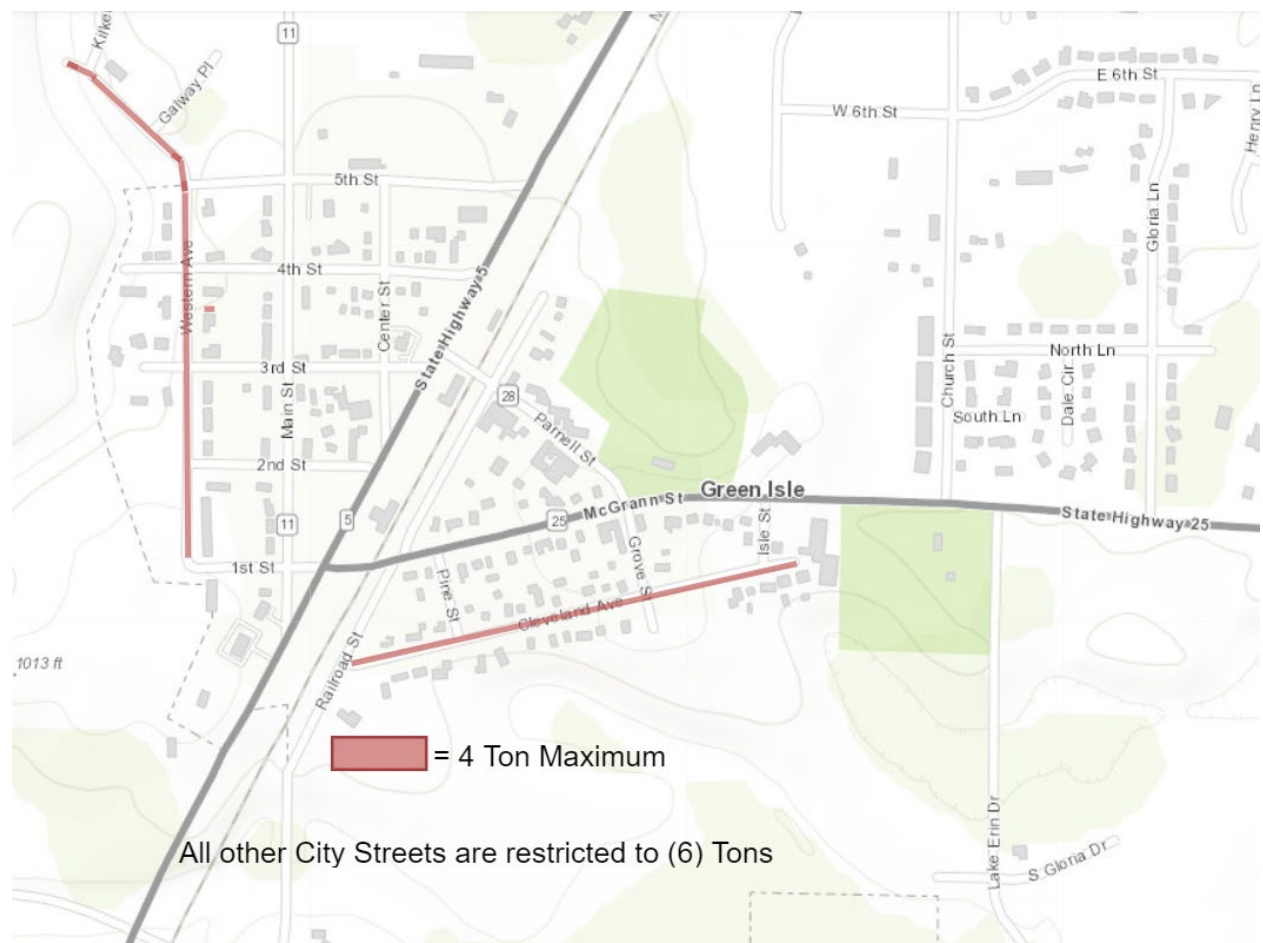 Kilke
11
M
Galway Pl
E 6th St
W 6th St
Henry Ln
5th St
Gloria Ln
Western Ave
4th St
Center St
State Highway 5
3rd St
Church St
North Ln
Main St
28
Parnell St
South Ln
Dale Cir
2nd St
Green Isle
McGrann St
25
State Highway 25
11
5
Isle St
1st St
Pine St
Grove St
Cleveland Ave
1013 ft
Railroad St
= 4 Ton Maximum
Lake Erin Dr
All other City Streets are restricted to (6) Tons
S Gloria Dr